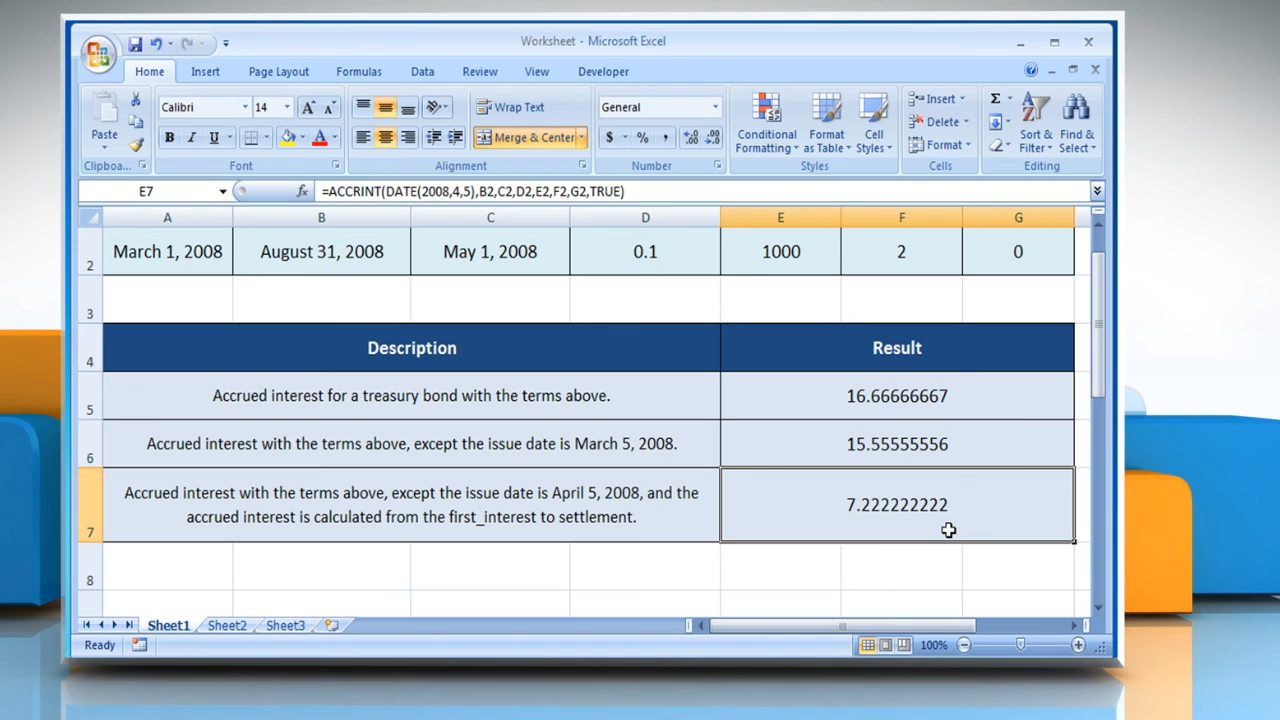 Worksheet - Microsoft Excel
Home Insert Page Layout Formulas Data Review View Developer
Calibri 14 Wrap Text General Insert
Paste B I U Merge & Center $ % , Conditional Formatting Format as Table Cell Styles Delete Format Sort & Filter Find & Select
Clipboa... Font Alignment Number Styles Cells Editing
E7 fx =ACCRINT(DATE(2008,4,5),B2,C2,D2,E2,F2,G2,TRUE)
A B C D E F G
2 March 1, 2008 August 31, 2008 May 1, 2008 0.1 1000 2 0
3
4 Description Result
5 Accrued interest for a treasury bond with the terms above. 16.66666667
6 Accrued interest with the terms above, except the issue date is March 5, 2008. 15.55555556
Accrued interest with the terms above, except the issue date is April 5, 2008, and the
accrued interest is calculated from the first_interest to settlement.
7 7.222222222
8
Sheet1 Sheet2 Sheet3
Ready 100%